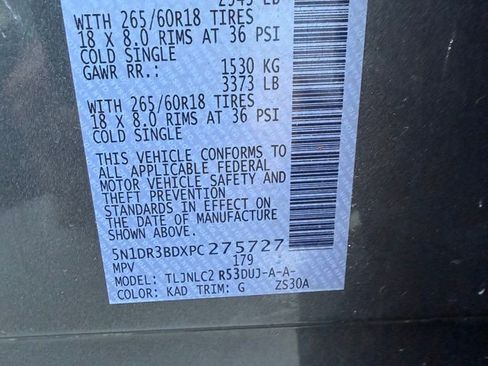 2545 LB
WITH 265/60R18 TIRES
18 X 8.0 RIMS AT 36 PSI
COLD SINGLE
GAWR RR.: 1530 KG
3373 LB
WITH 265/60R18 TIRES
18 X 8.0 RIMS AT 36 PSI
COLD SINGLE
THIS VEHICLE CONFORMS TO
ALL APPLICABLE FEDERAL
MOTOR VEHICLE SAFETY AND
THEFT PREVENTION
STANDARDS IN EFFECT ON
THE DATE OF MANUFACTURE
SHOWN ABOVE.
5N1DR3BDXPC275727
MPV 179
MODEL: TLJNLC2 R53DUJ-A-A-
COLOR: KAD TRIM: G ZS30A